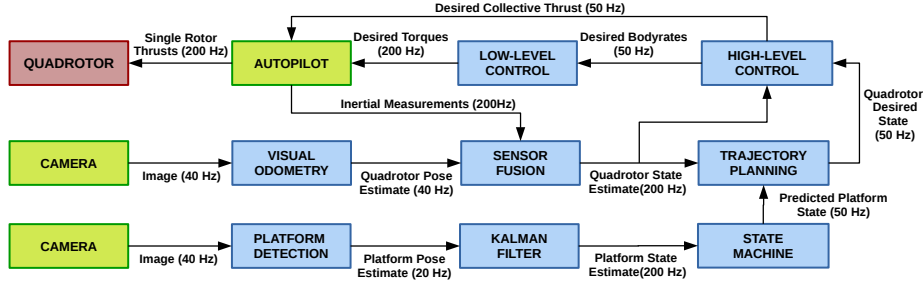 Desired Collective Thrust (50 Hz)
Single Rotor
Thrusts (200 Hz)
Desired Torques
(200 Hz)
Desired Bodyrates
(50 Hz)
QUADROTOR
AUTOPILOT
LOW-LEVEL
CONTROL
HIGH-LEVEL
CONTROL
Inertial Measurements (200Hz)
Quadrotor
Desired
State
(50 Hz)
CAMERA
VISUAL
ODOMETRY
SENSOR
FUSION
TRAJECTORY
PLANNING
Image (40 Hz)
Quadrotor Pose
Estimate (40 Hz)
Quadrotor State
Estimate(200 Hz)
Predicted Platform
State (50 Hz)
CAMERA
PLATFORM
DETECTION
KALMAN
FILTER
STATE
MACHINE
Image (40 Hz)
Platform Pose
Estimate (20 Hz)
Platform State
Estimate(200 Hz)